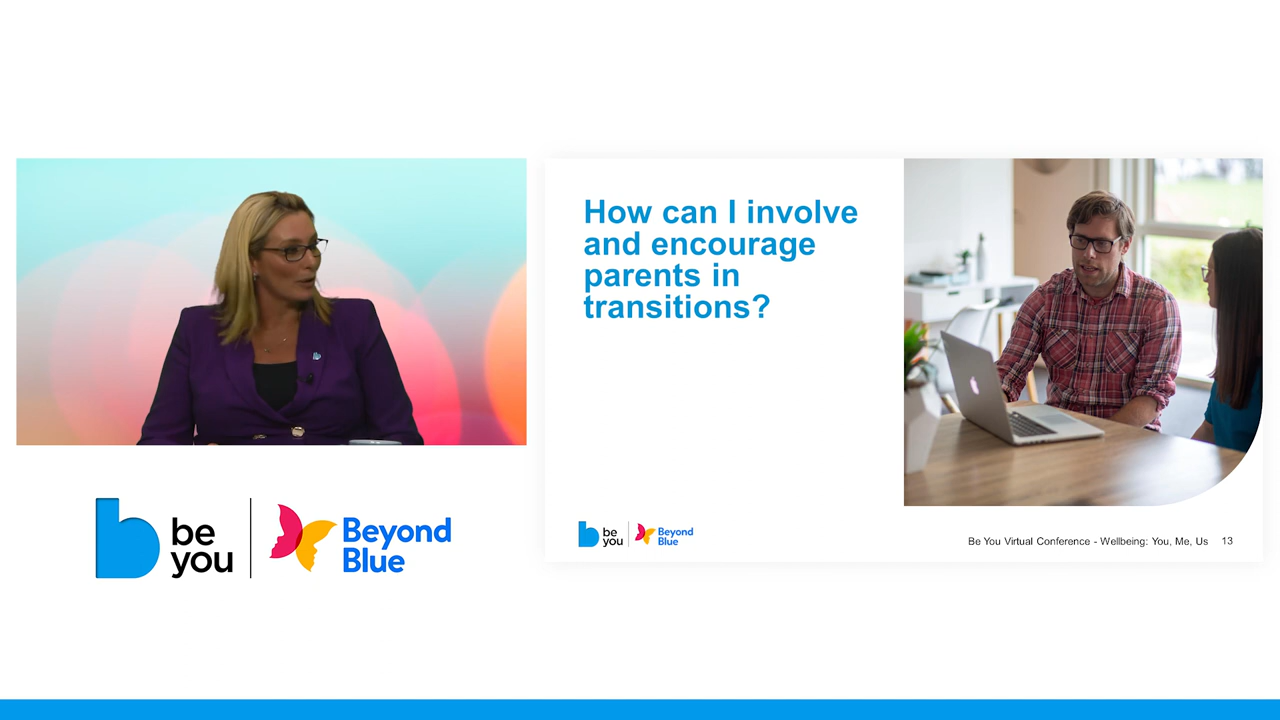 be
you
Beyond
Blue
How can I involve
and encourage
parents in
transitions?
be
you
Beyond
Blue
Be You Virtual Conference - Wellbeing: You, Me, Us 13